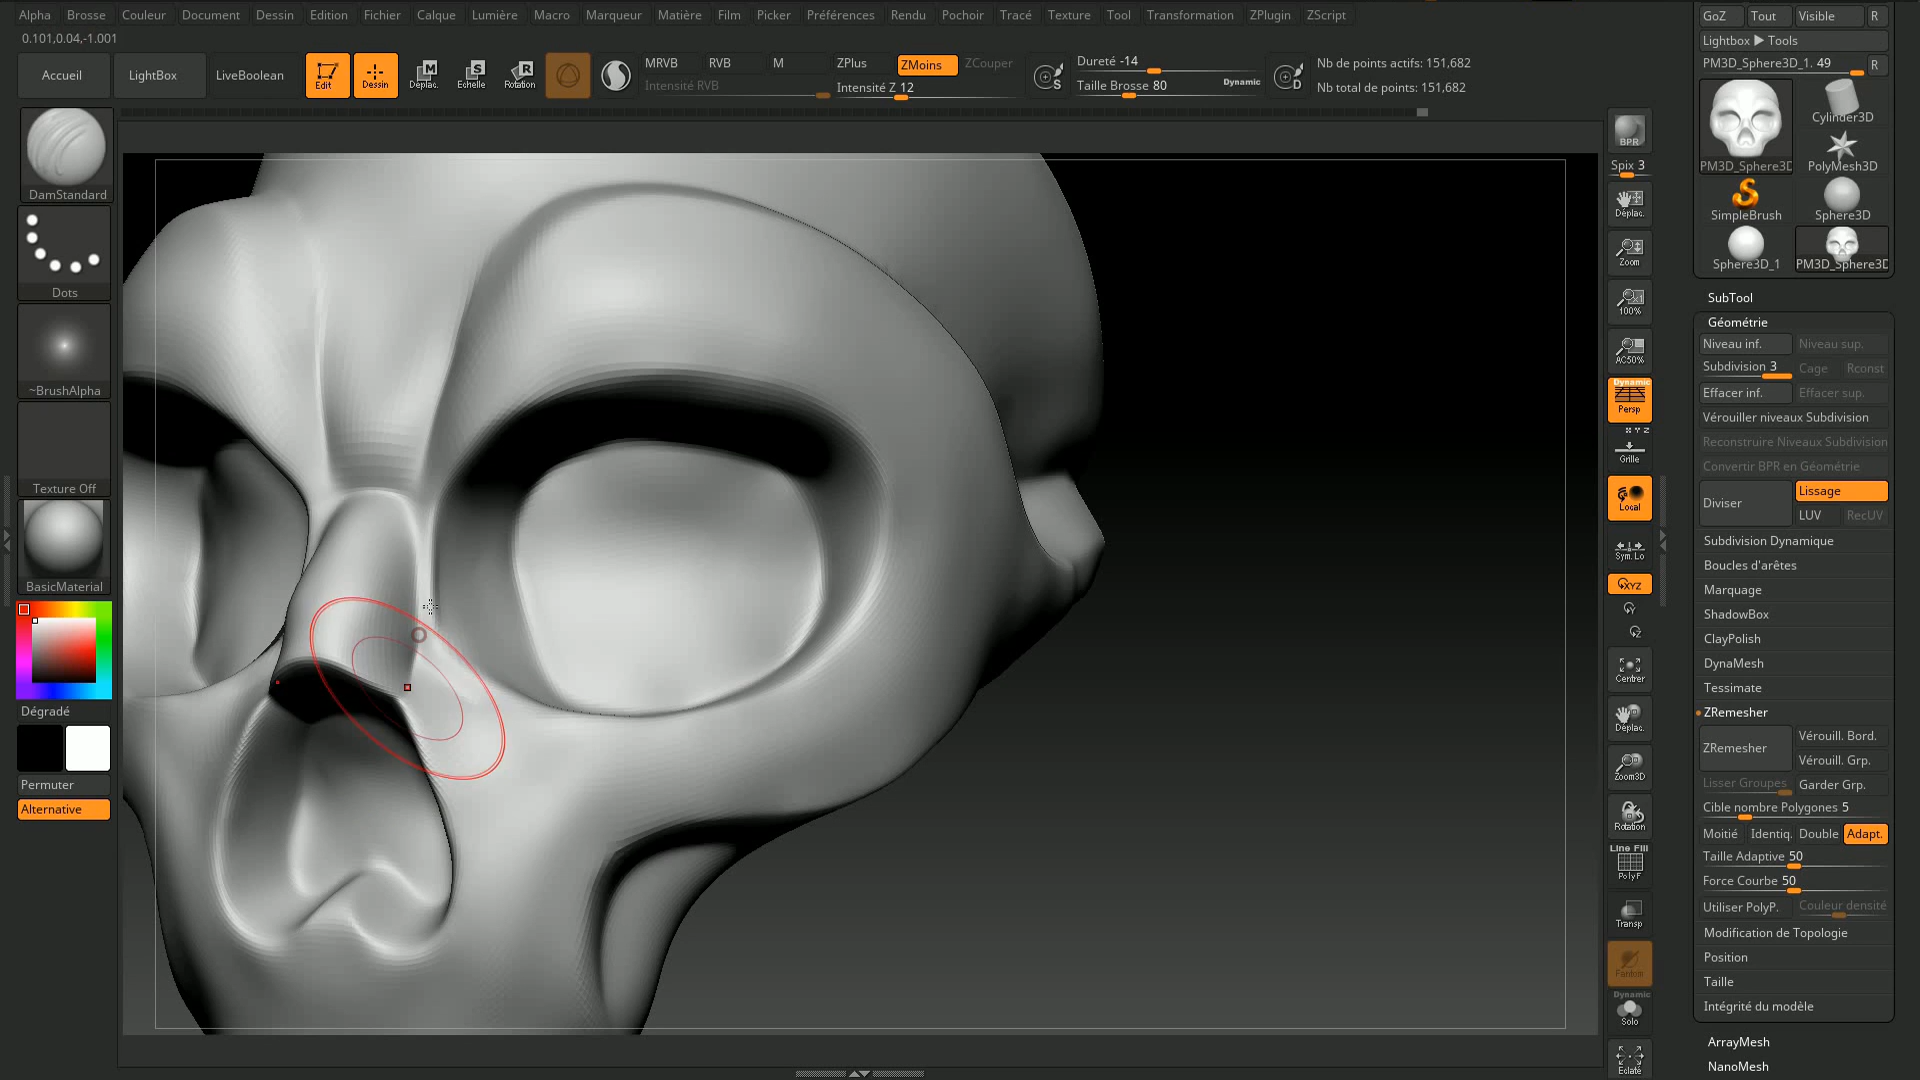 Alpha Brosse Couleur Document Dessin Edition Fichier Calque Lumière Macro Marqueur Matière Film Picker Préférences Rendu Pochoir Tracé Texture Tool Transformation ZPlugin ZScript
0.101,0.04,-1.001
Accueil LightBox LiveBoolean Edit Dessin Déplac. Echelle Rotation
MRVB RVB M ZPlus ZMoins ZCouper
Intensité RVB Intensité Z 12
Dureté -14
Taille Brosse 80 Dynamic
Nb de points actifs: 151,682
Nb total de points: 151,682
DamStandard
Dots
~BrushAlpha
Texture Off
BasicMaterial
Dégradé
Permuter
Alternative
BPR
Spix 3
Déplac.
Zoom
100%
AC50%
Dynamic
Persp
X Y Z
Grille
Local
Sym. Lo
XYZ
Y
Z
Centrer
Déplac.
Zoom3D
Rotation
Line Fill
PolyF
Transp
Fantom
Dynamic
Solo
Eclaté
GoZ Tout Visible R
Lightbox ▶ Tools
PM3D_Sphere3D_1. 49 R
PM3D_Sphere3D
Cylinder3D
PolyMesh3D
SimpleBrush Sphere3D
Sphere3D_1 PM3D_Sphere3D
SubTool
Géométrie
Niveau inf. Niveau sup.
Subdivision 3 Cage Rconst
Effacer inf. Effacer sup.
Vérouiller niveaux Subdivision
Reconstruire Niveaux Subdivision
Convertir BPR en Géométrie
Diviser Lissage
LUV RecUV
Subdivision Dynamique
Boucles d'arêtes
Marquage
ShadowBox
ClayPolish
DynaMesh
Tessimate
ZRemesher
ZRemesher Vérouill. Bord.
Vérouill. Grp.
Lisser Groupes Garder Grp.
Cible nombre Polygones 5
Moitié Identiq. Double Adapt.
Taille Adaptive 50
Force Courbe 50
Utiliser PolyP. Couleur densité
Modification de Topologie
Position
Taille
Intégrité du modèle
ArrayMesh
NanoMesh